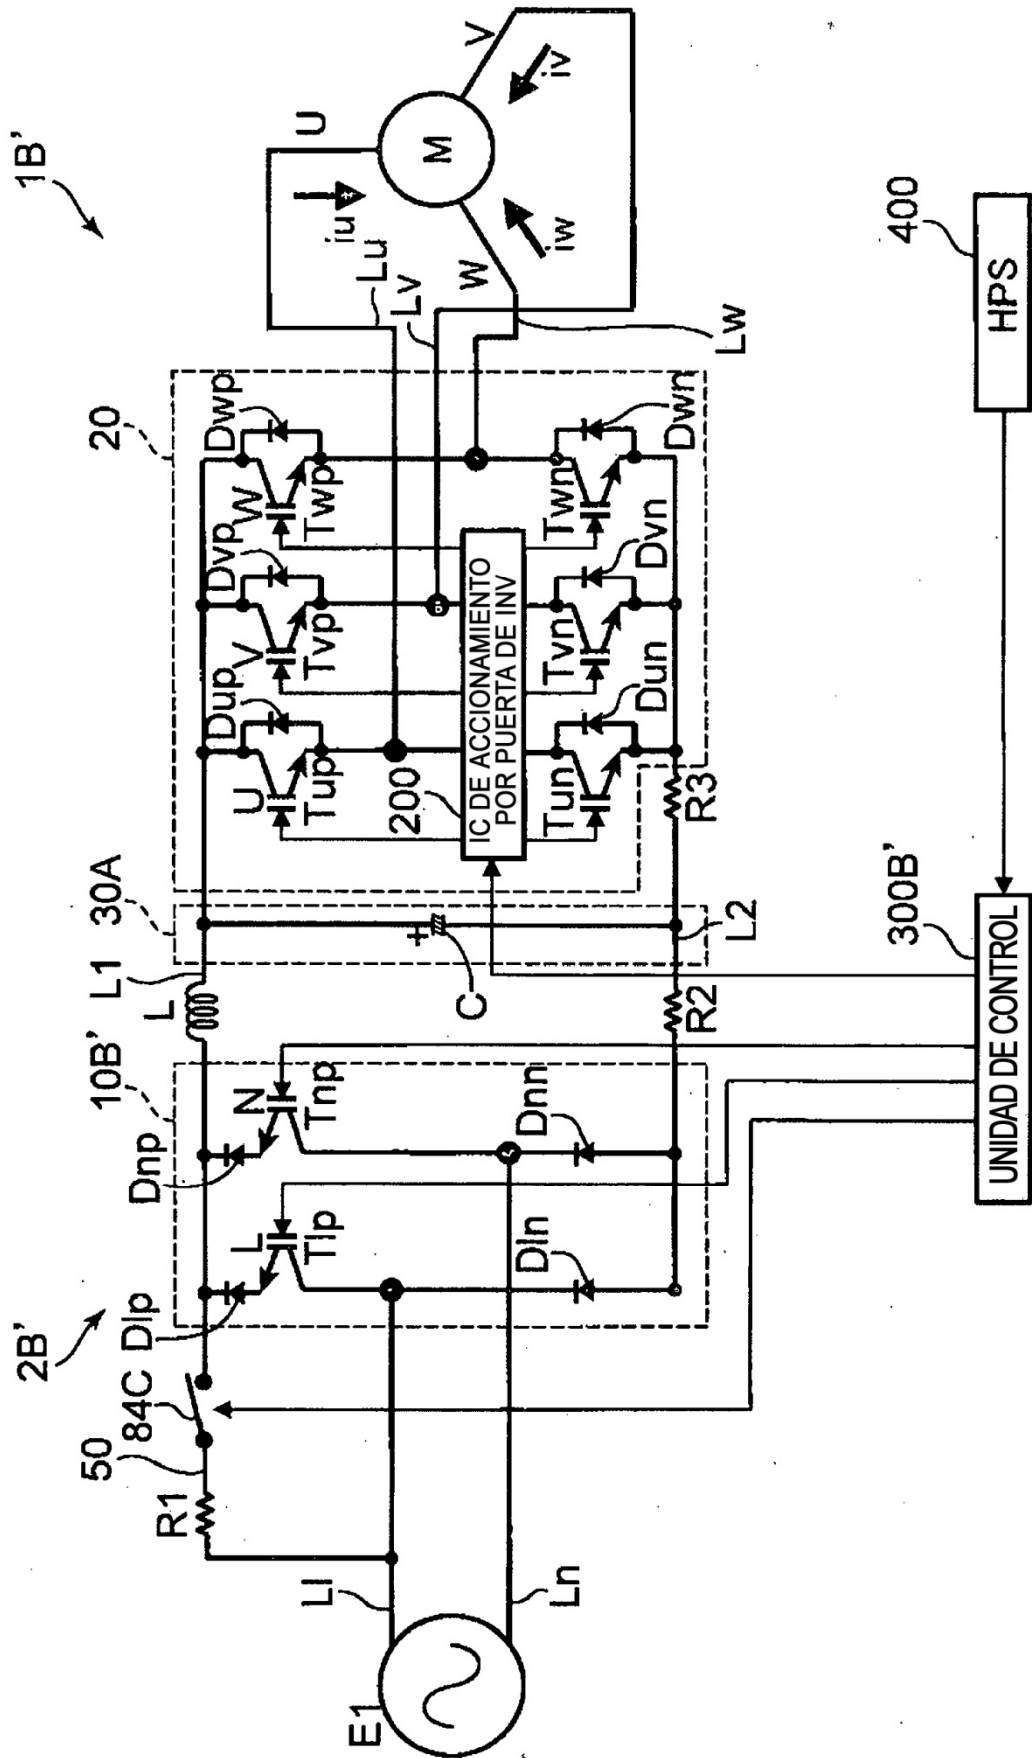 1B'
2B'
10B'
30A
20
E1
Ll
Ln
R1
50
84C
Dlp
Dnp
L
Tlp
N
Tnp
Dln
Dnn
L
L1
C
R2
L2
R3
Dup
Dvp
Dwp
U
V
W
Tup
Tvp
Twp
200
IC DE ACCIONAMIENTO
POR PUERTA DE INV
Tun
Tvn
Twn
Dun
Dvn
Dwn
Lu
Lv
Lw
U
V
W
iu
iv
iw
M
300B'
UNIDAD DE CONTROL
400
HPS